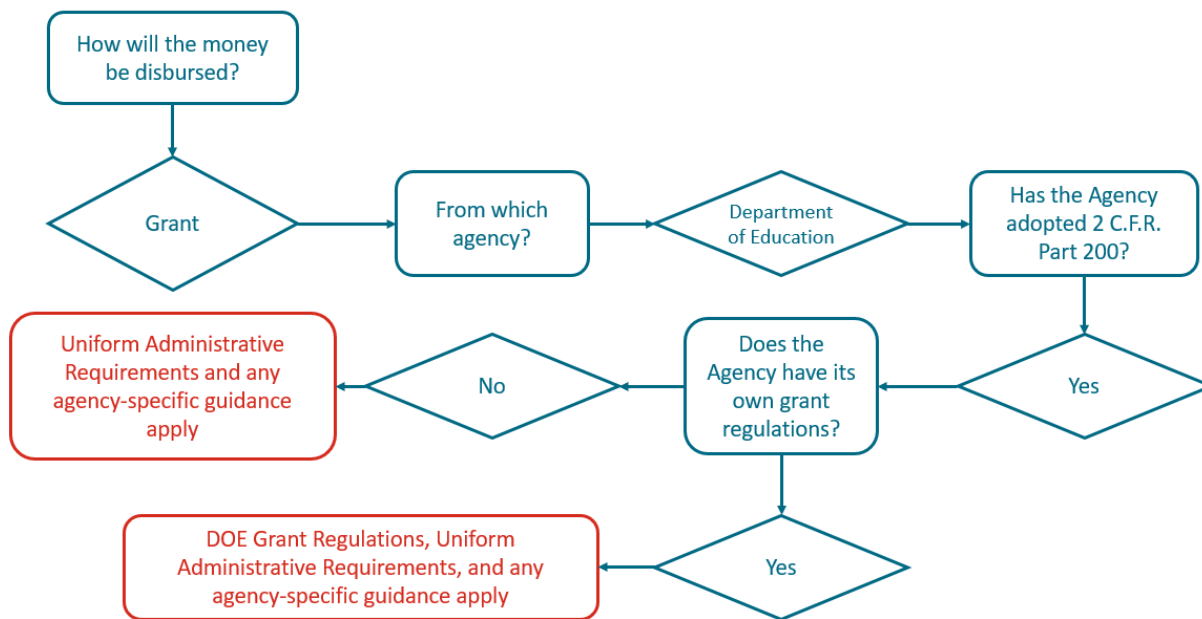 How will the money
be disbursed?
Grant
From which
agency?
Department
of Education
Has the Agency
adopted 2 C.F.R.
Part 200?
Yes
Does the
Agency have its
own grant
regulations?
No
Uniform Administrative
Requirements and any
agency-specific guidance
apply
Yes
DOE Grant Regulations, Uniform
Administrative Requirements, and any
agency-specific guidance apply